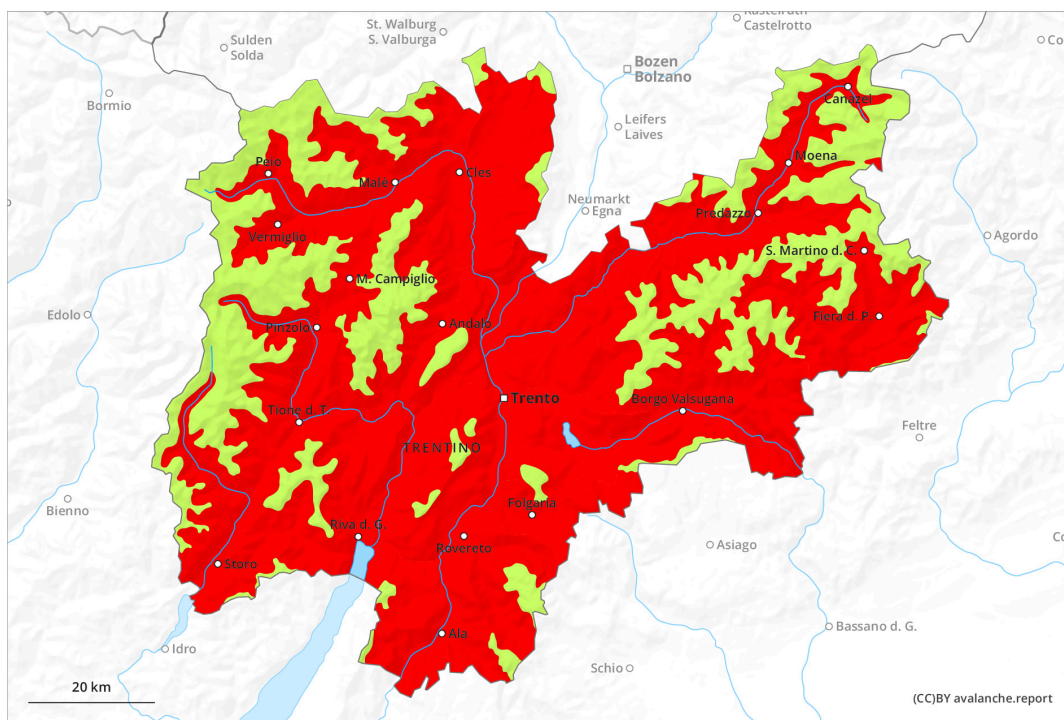 Kastelruth
Castelrotto
St. Walburg
S. Valburga
Sulden
Solda
Co
Bozen
Bolzano
Bormio
Canazei
Leifers
Laives
Moena
Peio
Malè
Cles
Neumarkt
Egna
Predazzo
Vermiglio
Agordo
S. Martino d. C.
M. Campiglio
Edolo
Pinzolo
Andalo
Fiera d. P.
Trento
Borgo Valsugana
Tione d. T.
Feltre
TRENTINO
Bienno
Folgaria
Riva d. G.
Rovereto
Asiago
Co
Storo
Bassano d. G.
Ala
Idro
Schio
20 km
(CC)BY avalanche.report